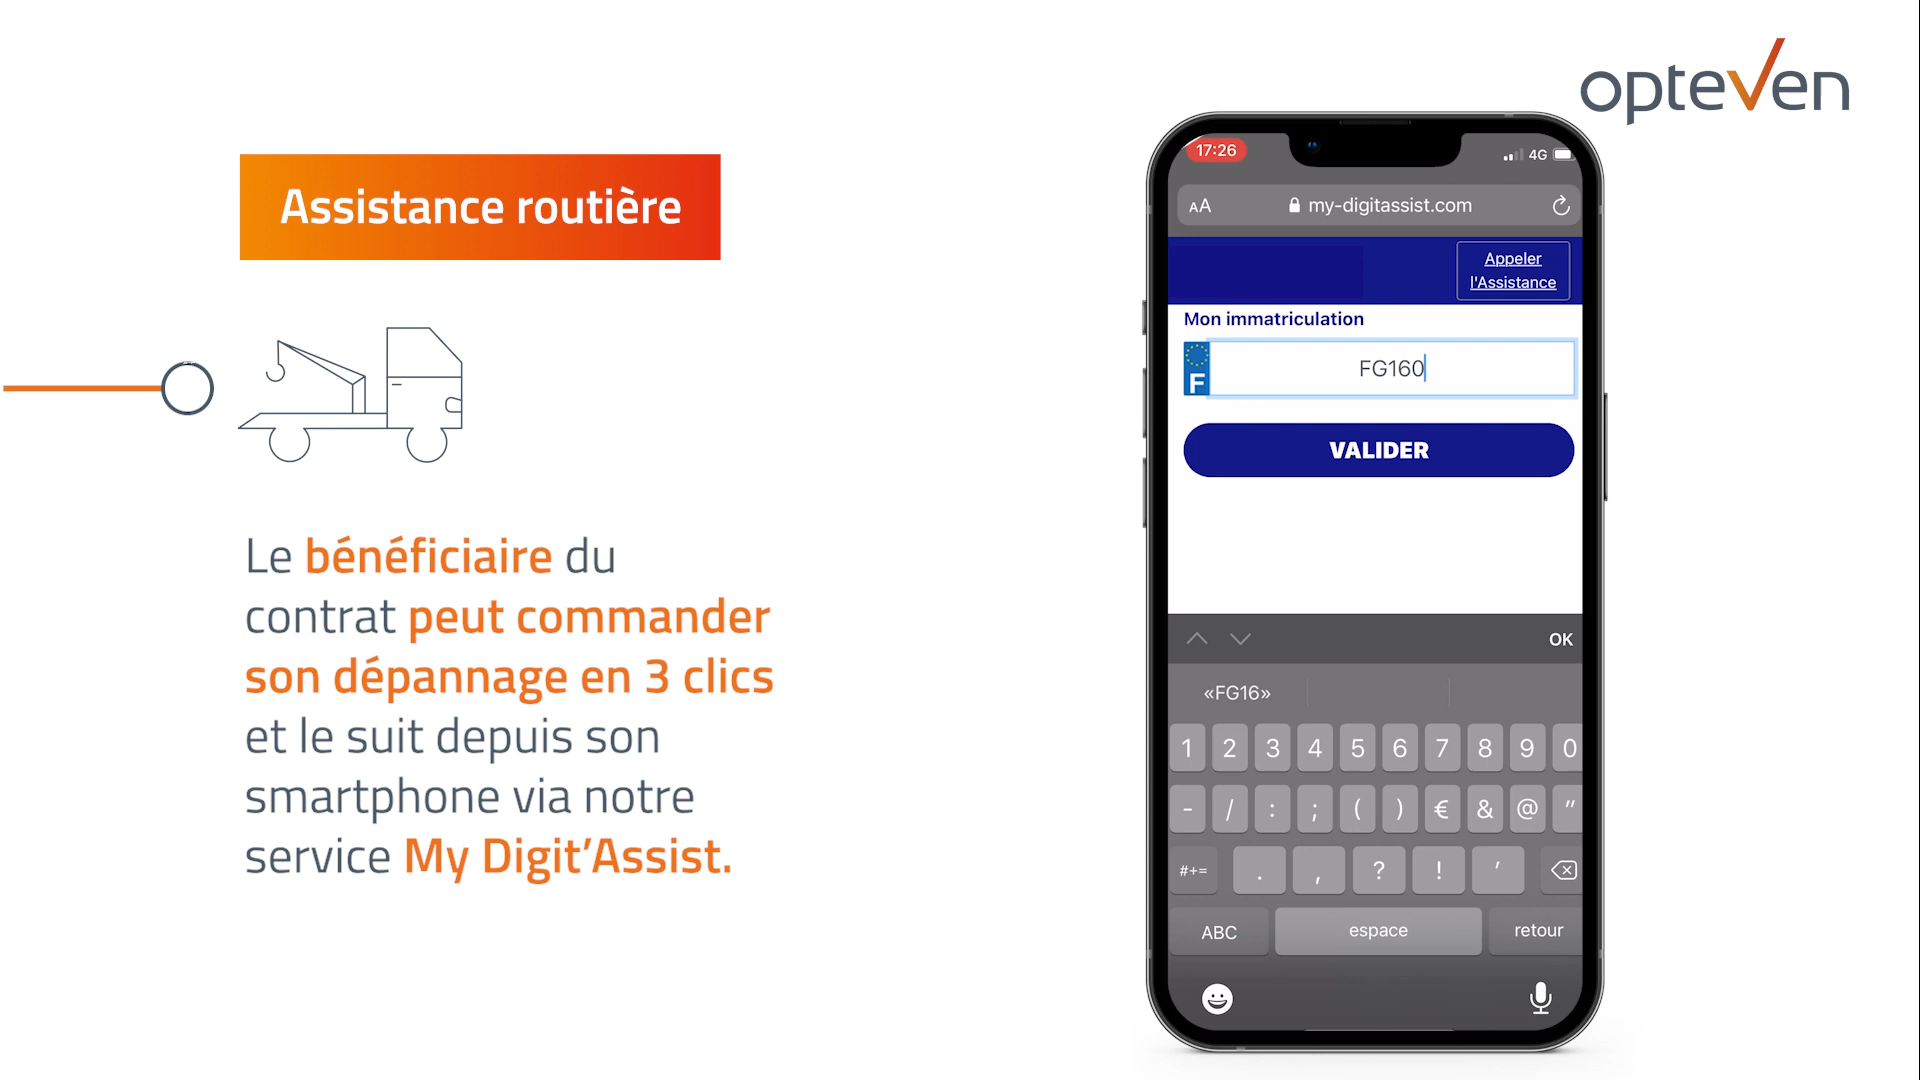 opteven
Assistance routière
Le bénéficiaire du
contrat peut commander
son dépannage en 3 clics
et le suit depuis son
smartphone via notre
service My Digit’Assist.
17:26
4G
AA
my-digitassist.com
Appeler
l'Assistance
Mon immatriculation
F
FG160
VALIDER
OK
«FG16»
1 2 3 4 5 6 7 8 9 0
- / : ; ( ) € & @ "
#+= . , ? ! ’
ABC espace retour